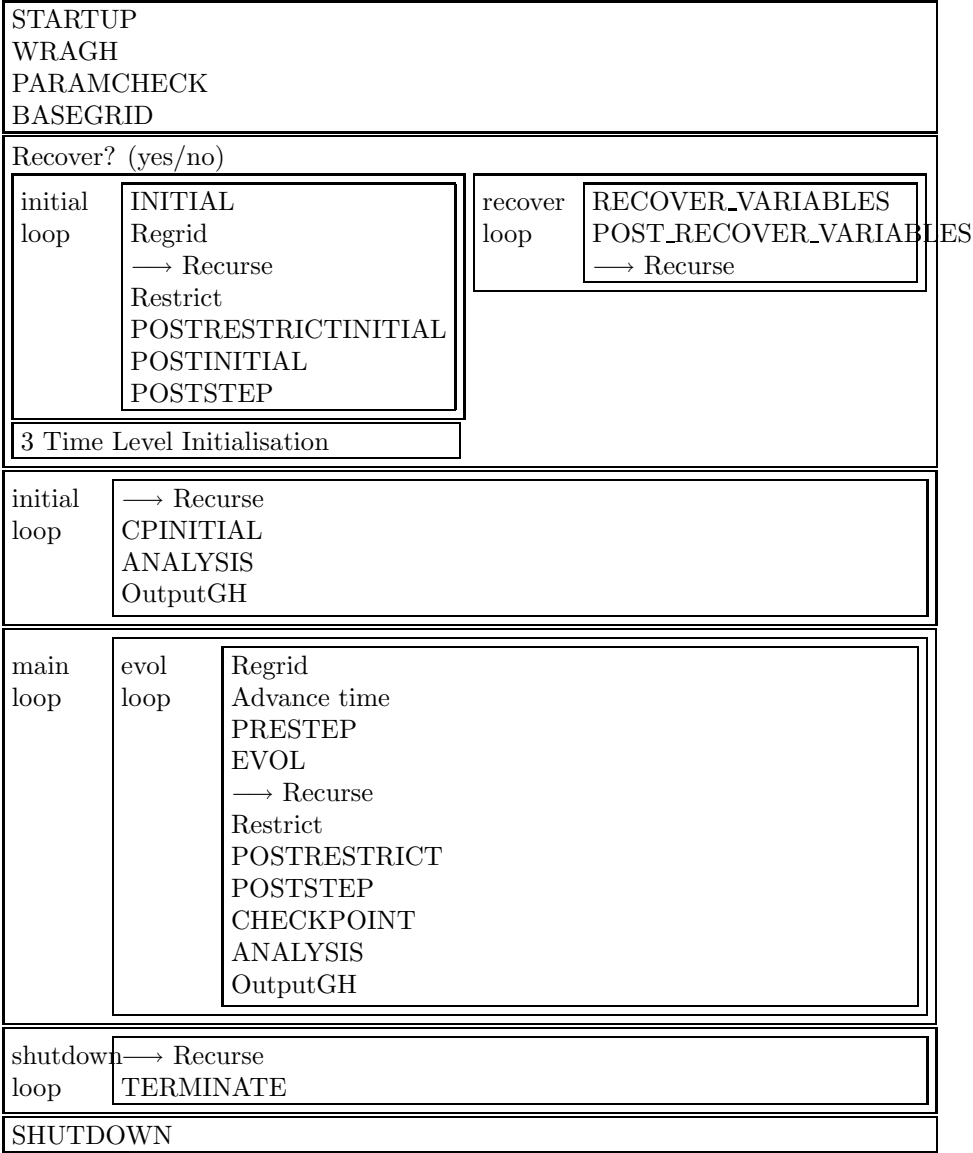 STARTUP
WRAGH
PARAMCHECK
BASEGRID
Recover? (yes/no)
initial loop
INITIAL
Regrid
⟶ Recurse
Restrict
POSTRESTRICTINITIAL
POSTINITIAL
POSTSTEP
3 Time Level Initialisation
recover loop
RECOVER_VARIABLES
POST_RECOVER_VARIABLES
⟶ Recurse
initial loop
⟶ Recurse
CPINITIAL
ANALYSIS
OutputGH
main loop
evol loop
Regrid
Advance time
PRESTEP
EVOL
⟶ Recurse
Restrict
POSTRESTRICT
POSTSTEP
CHECKPOINT
ANALYSIS
OutputGH
shutdown loop
⟶ Recurse
TERMINATE
SHUTDOWN